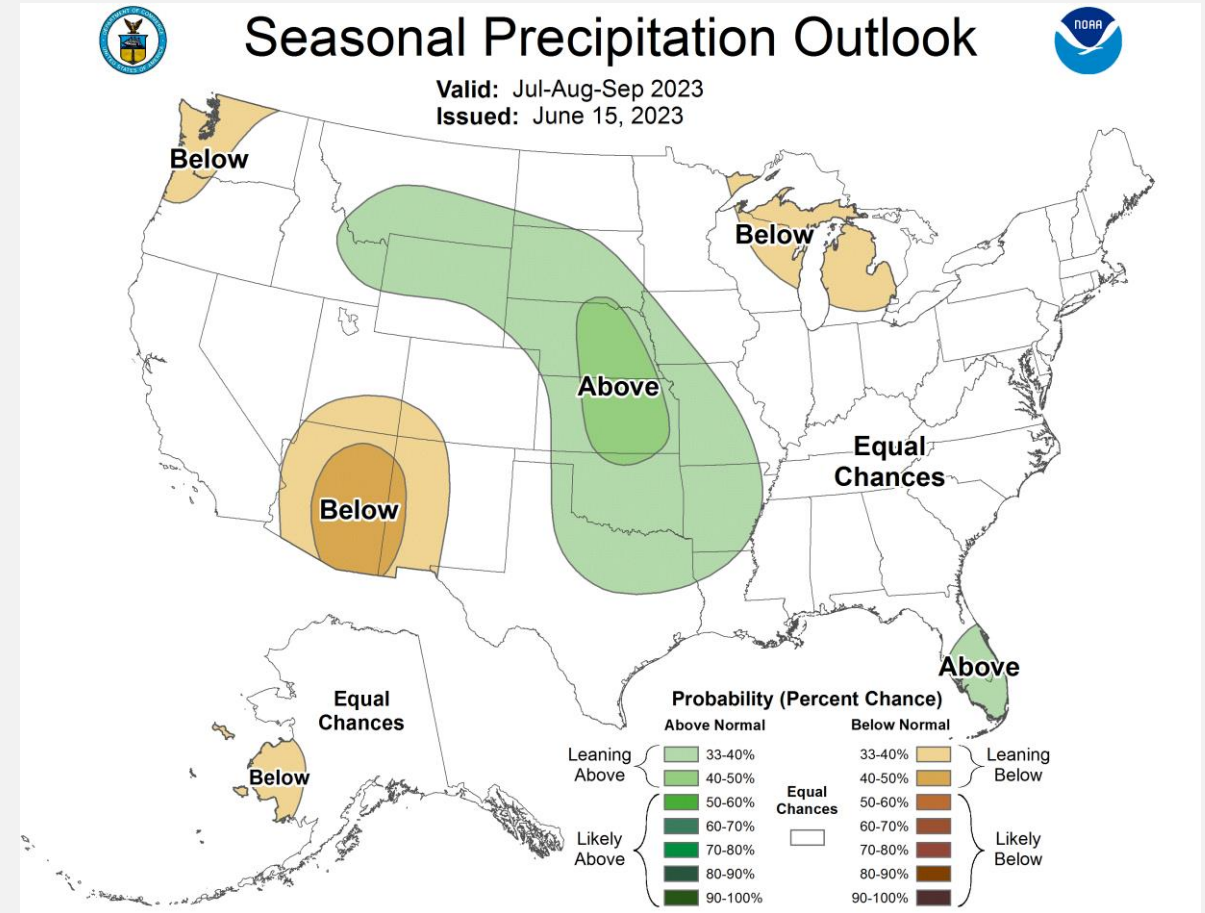 Seasonal Precipitation Outlook
NOAA
Valid: Jul-Aug-Sep 2023
Issued: June 15, 2023
Below
Below
Above
Equal
Chances
Below
Above
Equal
Chances
Below
Probability (Percent Chance)
Above Normal
Below Normal
Leaning
Above
33-40%
40-50%
Likely
Above
50-60%
60-70%
70-80%
80-90%
90-100%
Equal
Chances
33-40%
40-50%
Leaning
Below
50-60%
60-70%
70-80%
80-90%
90-100%
Likely
Below